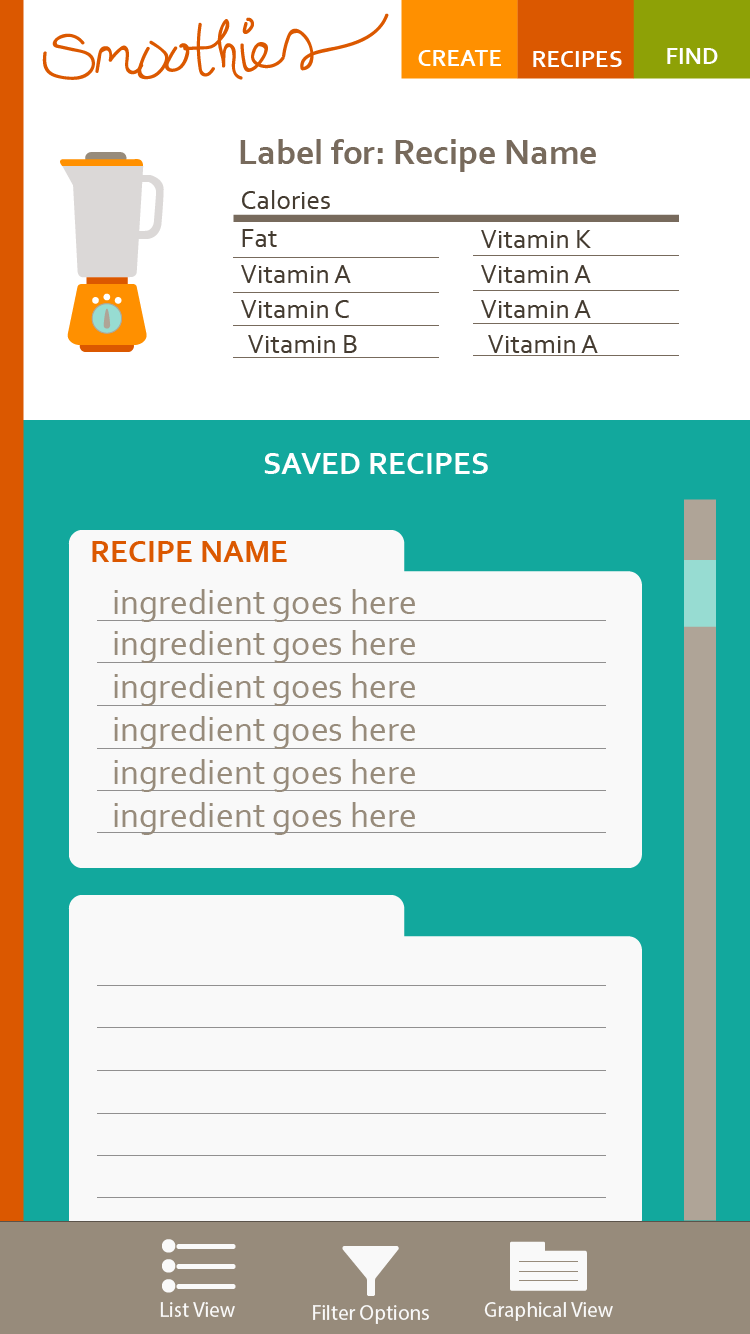 Smoothies
CREATE
RECIPES
FIND
Label for: Recipe Name
Calories
Fat
Vitamin A
Vitamin C
Vitamin B
Vitamin K
Vitamin A
Vitamin A
Vitamin A
SAVED RECIPES
RECIPE NAME
ingredient goes here
ingredient goes here
ingredient goes here
ingredient goes here
ingredient goes here
ingredient goes here
List View
Filter Options
Graphical View